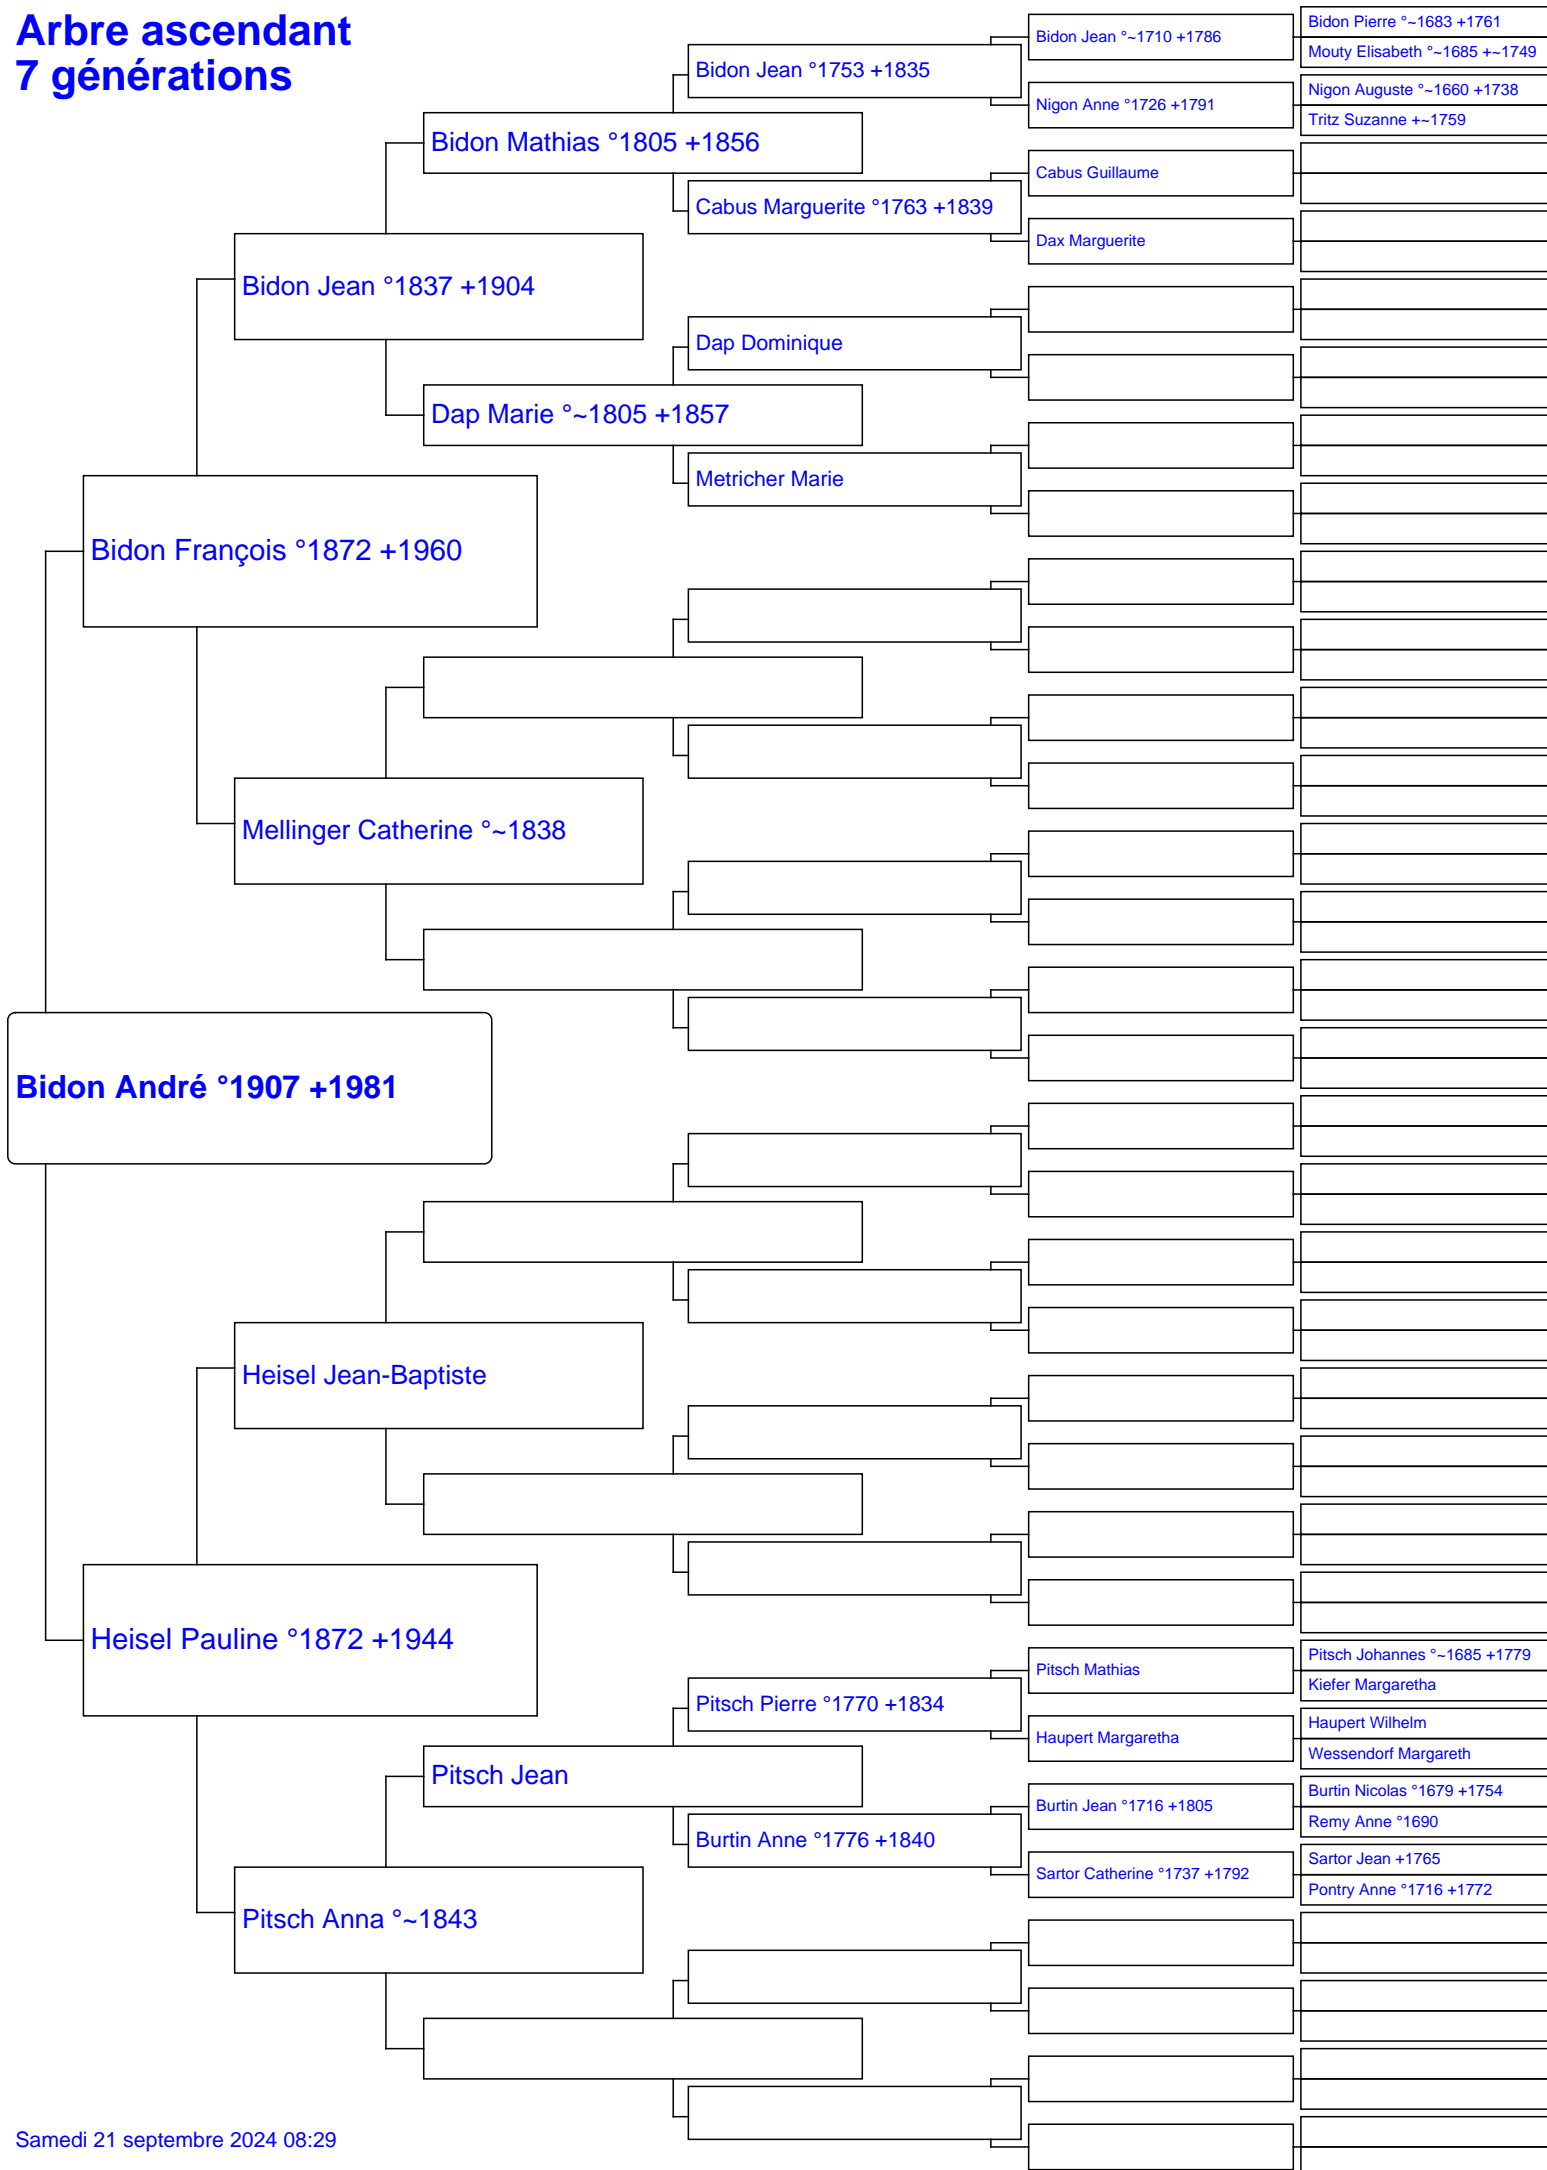 Arbre ascendant
7 générations
Bidon Pierre °~1683 +1761
Bidon Jean °~1710 +1786
Mouty Elisabeth °~1685 +~1749
Bidon Jean °1753 +1835
Nigon Auguste °~1660 +1738
Nigon Anne °1726 +1791
Tritz Suzanne +~1759
Bidon Mathias °1805 +1856
Cabus Guillaume
Cabus Marguerite °1763 +1839
Dax Marguerite
Bidon Jean °1837 +1904
Dap Dominique
Dap Marie °~1805 +1857
Metricher Marie
Bidon François °1872 +1960
Mellinger Catherine °~1838
Bidon André °1907 +1981
Heisel Jean-Baptiste
Heisel Pauline °1872 +1944
Pitsch Johannes °~1685 +1779
Pitsch Mathias
Kiefer Margaretha
Pitsch Pierre °1770 +1834
Haupert Wilhelm
Haupert Margaretha
Wessendorf Margareth
Pitsch Jean
Burtin Nicolas °1679 +1754
Burtin Jean °1716 +1805
Remy Anne °1690
Burtin Anne °1776 +1840
Sartor Jean +1765
Sartor Catherine °1737 +1792
Pontry Anne °1716 +1772
Pitsch Anna °~1843
Samedi 21 septembre 2024 08:29